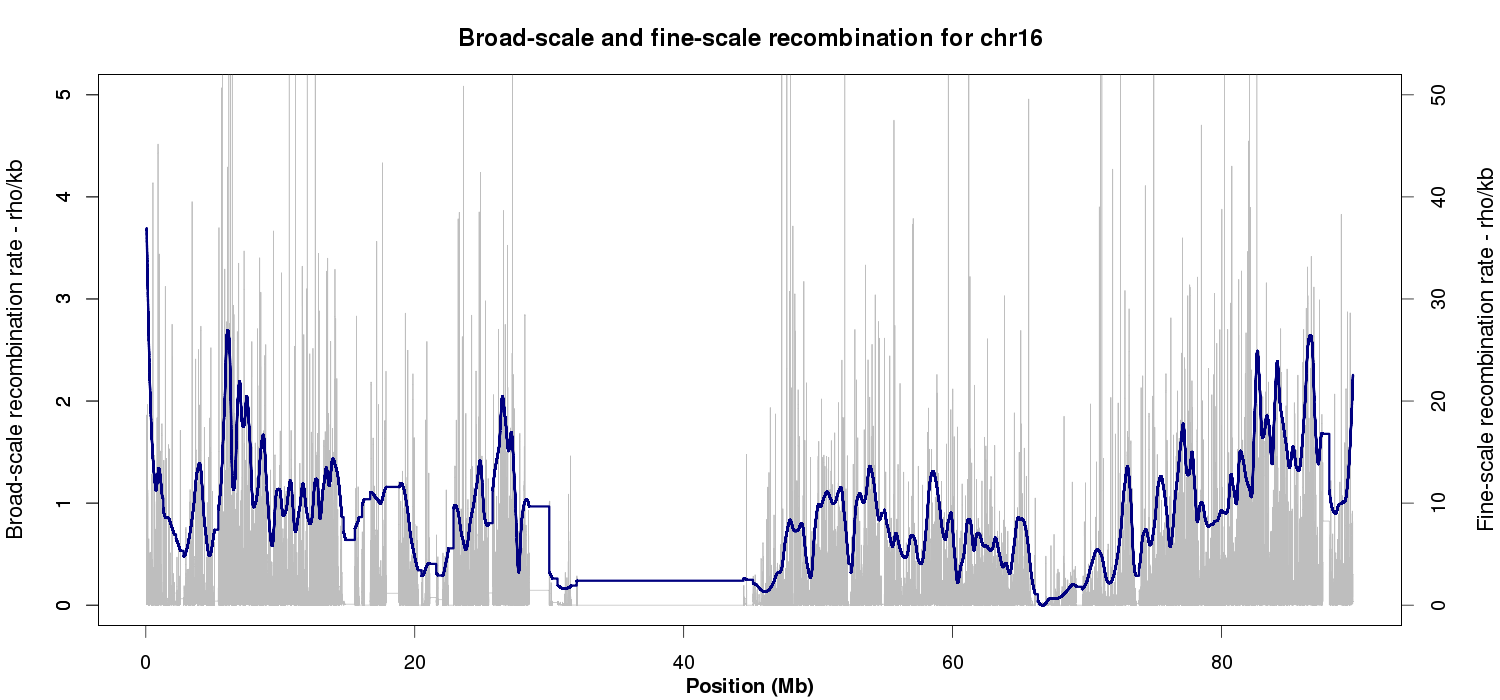 Broad-scale and fine-scale recombination for chr16
Broad-scale recombination rate - rho/kb
5
4
3
2
1
0
50
40
30
20
10
0
Fine-scale recombination rate - rho/kb
0 20 40 60 80
Position (Mb)